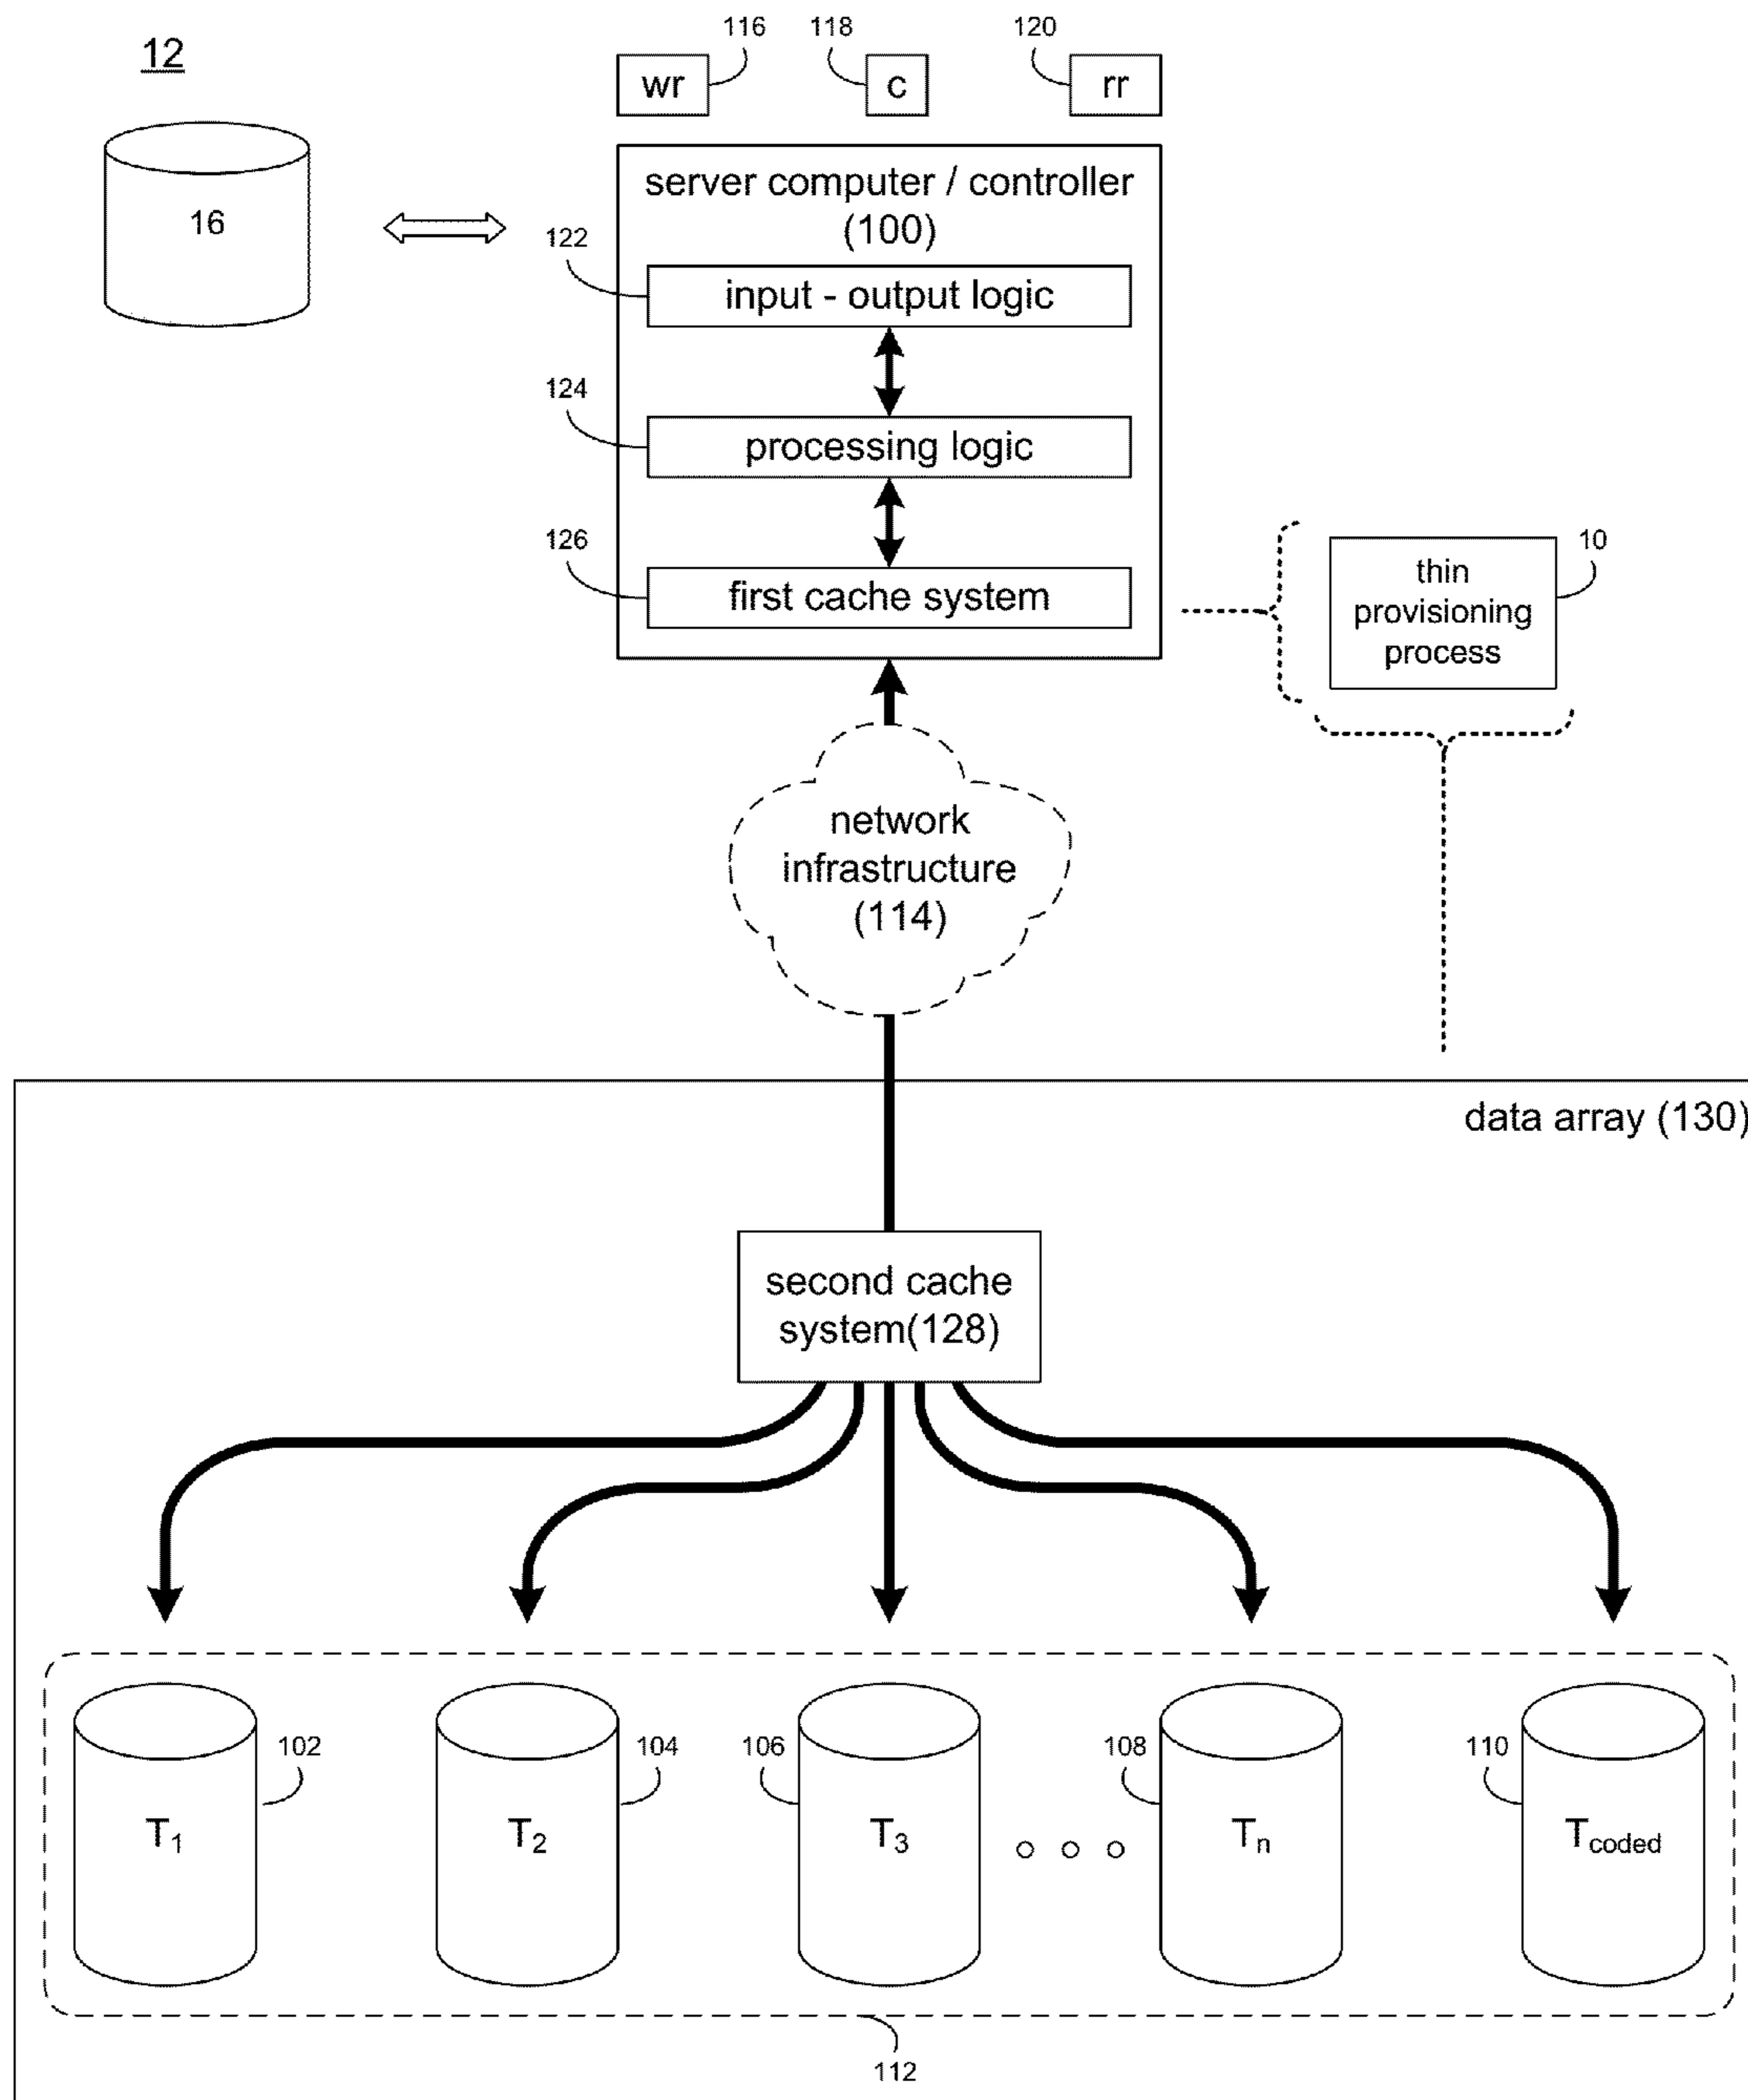 12
116
118
120
wr
c
rr
16
server computer / controller
(100)
122
input - output logic
124
processing logic
126
first cache system
10
thin
provisioning
process
network
infrastructure
(114)
data array (130)
second cache
system(128)
102
104
106
108
110
T1
T2
T3
Tn
Tcoded
112